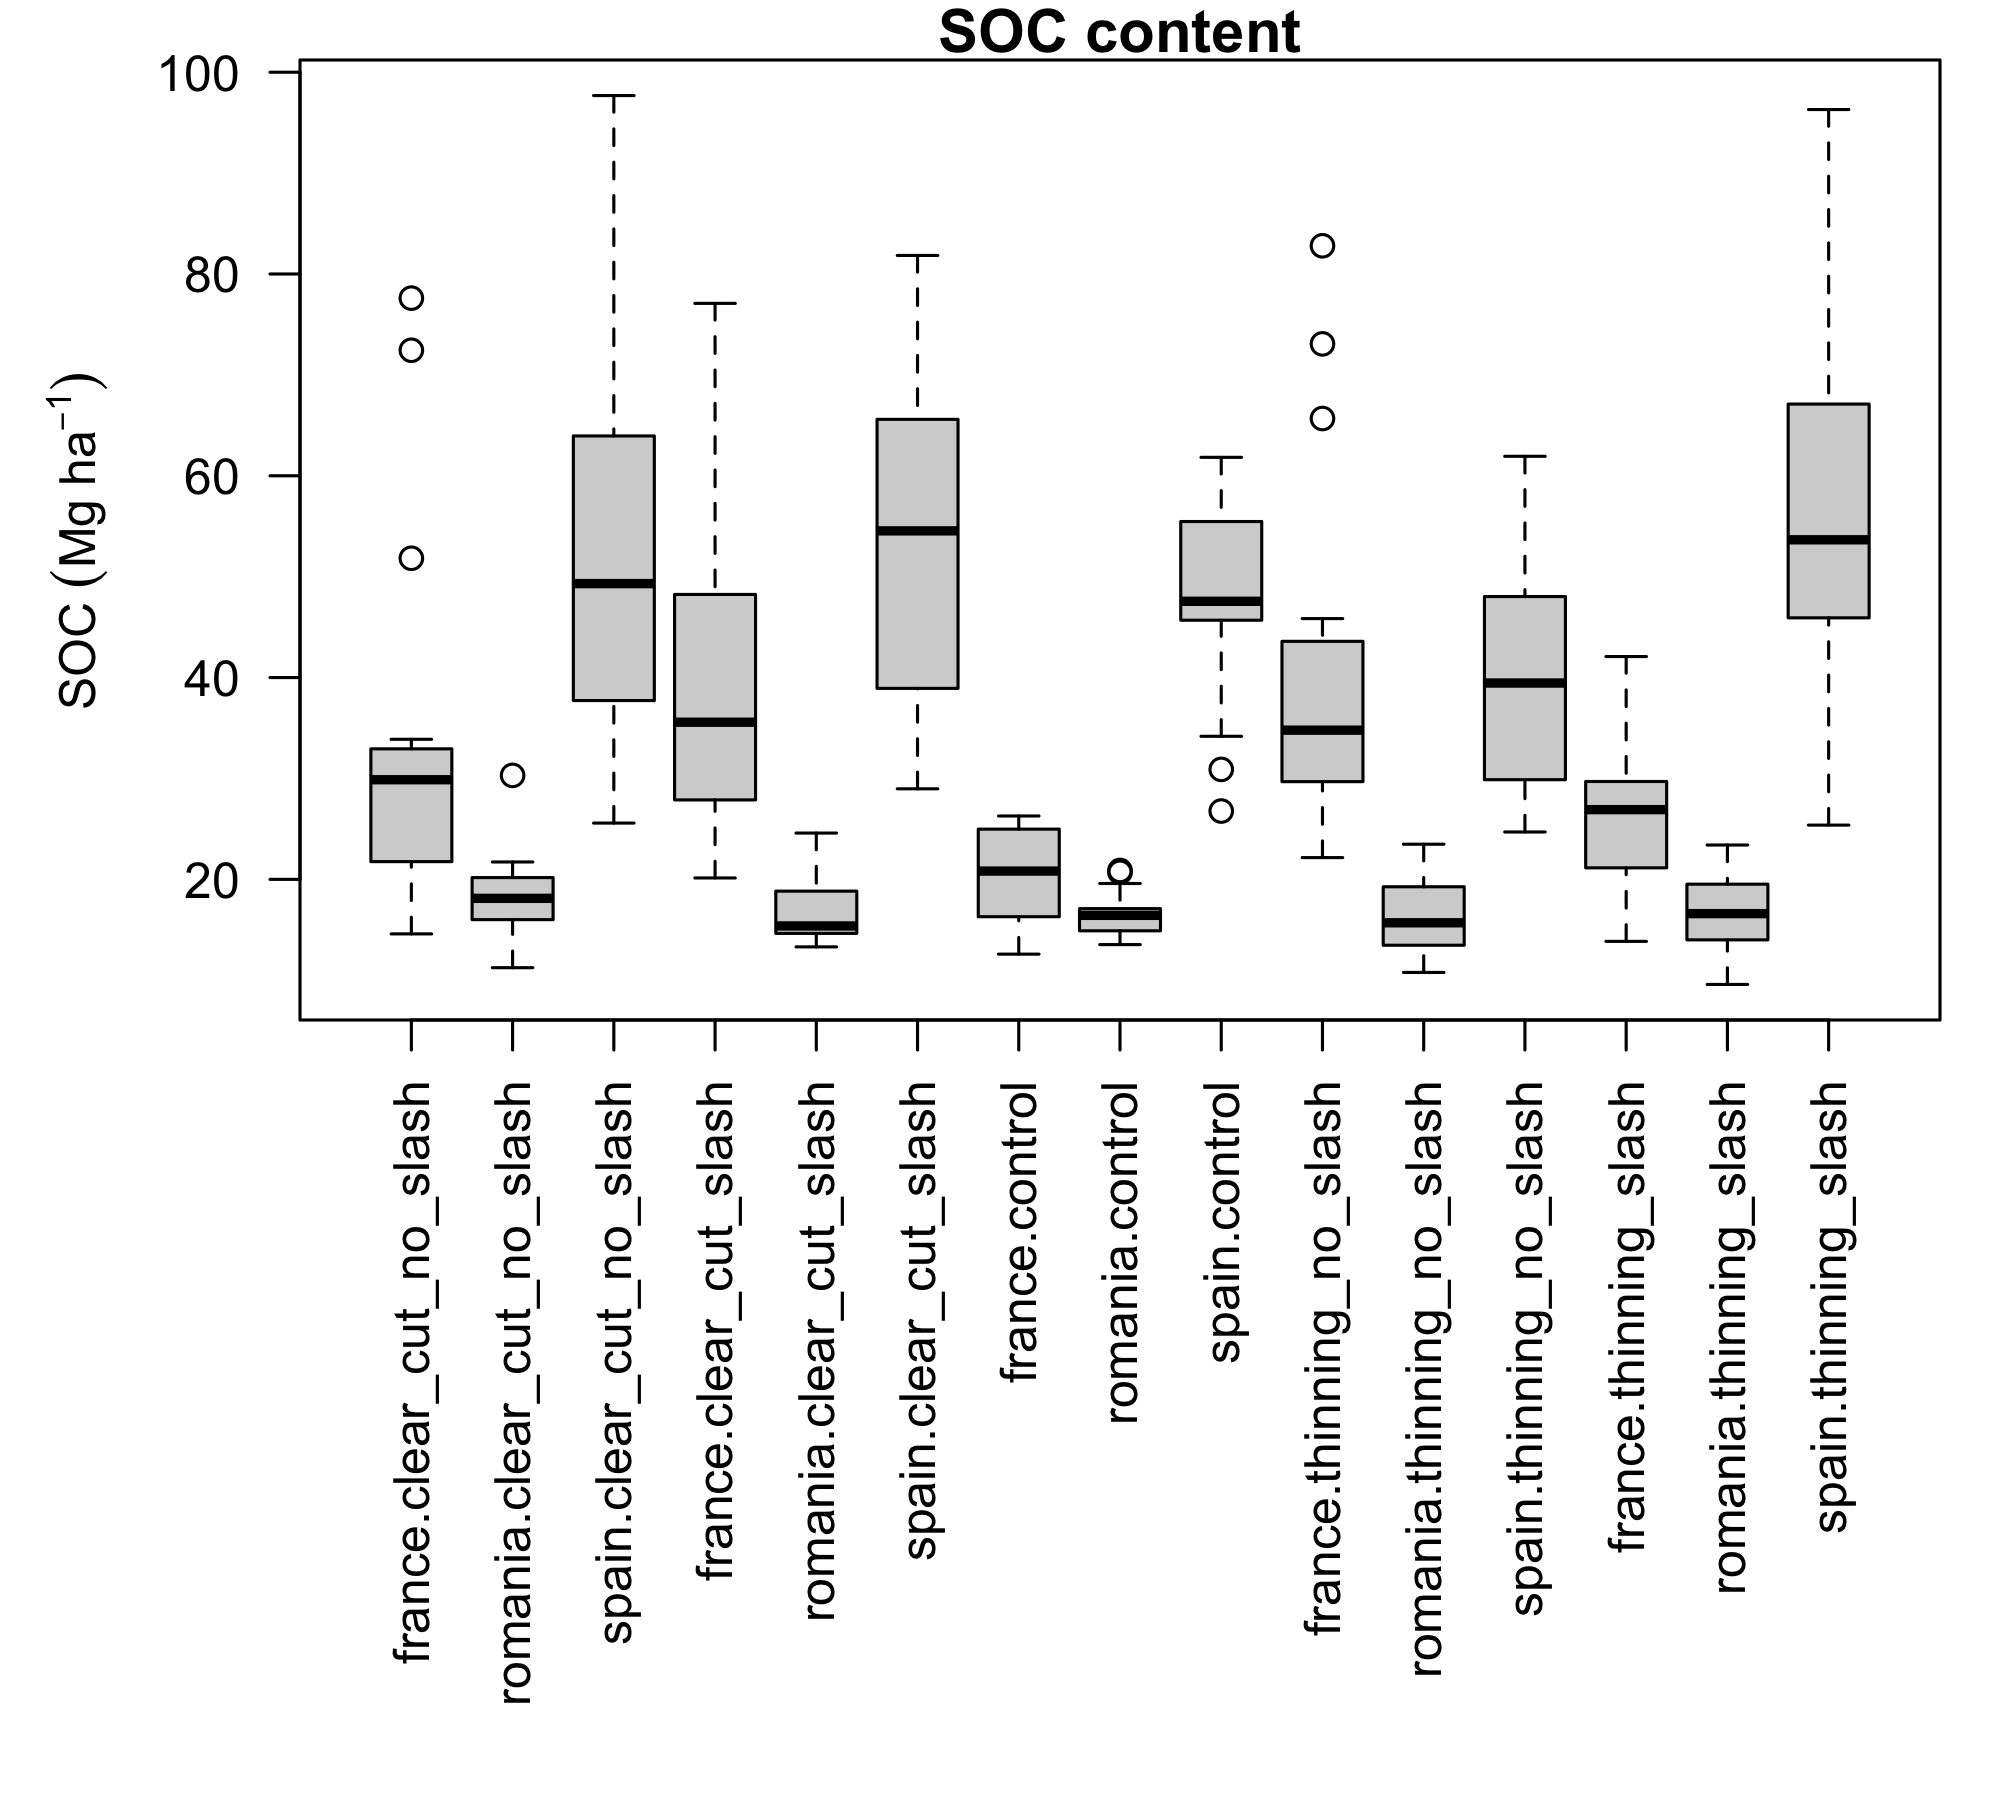 SOC content
SOC (Mg ha⁻¹)
100
80
60
40
20
france.clear_cut_no_slash
romania.clear_cut_no_slash
spain.clear_cut_no_slash
france.clear_cut_slash
romania.clear_cut_slash
spain.clear_cut_slash
france.control
romania.control
spain.control
france.thinning_no_slash
romania.thinning_no_slash
spain.thinning_no_slash
france.thinning_slash
romania.thinning_slash
spain.thinning_slash